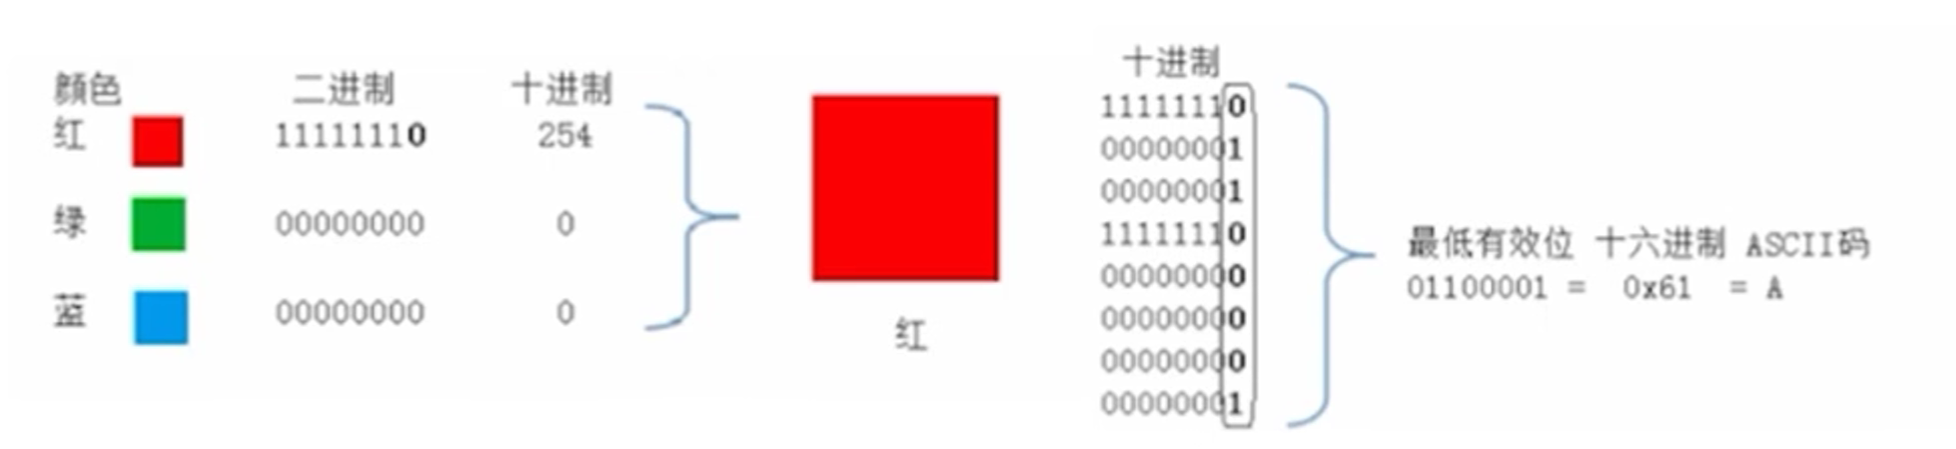 颜色 二进制 十进制
红 11111110 254
绿 00000000 0
蓝 00000000 0
红
十进制
11111110
00000001
00000001
11111110
00000000
00000000
00000000
00000001
最低有效位 十六进制 ASCII码
01100001 = 0x61 = A